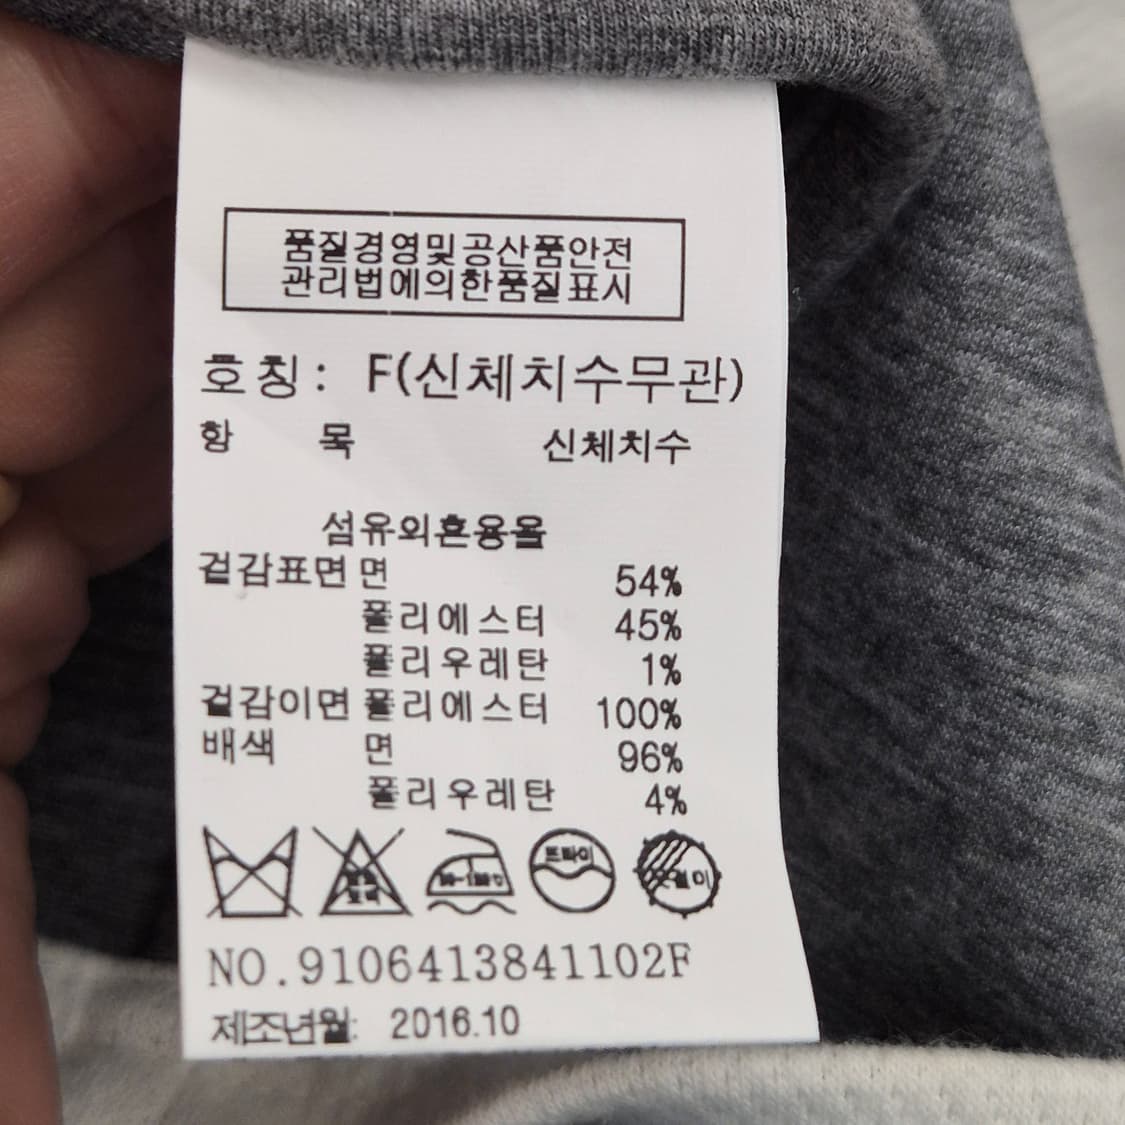 품질경영및공산품안전
관리법에의한품질표시
호칭: F(신체치수무관)
항 목 신체치수
섬유외혼용율
겉감표면 면 54%
폴리에스터 45%
폴리우레탄 1%
겉감이면 폴리에스터 100%
배색 면 96%
폴리우레탄 4%
드라이
NO.9106413841102F
제조년월: 2016.10